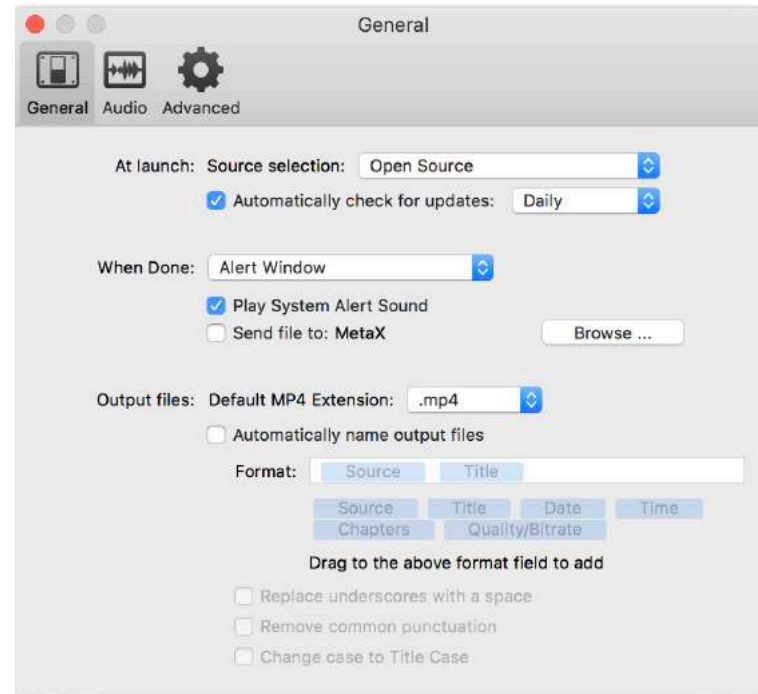 General
General Audio Advanced
At launch: Source selection: Open Source
Automatically check for updates: Daily
When Done: Alert Window
Play System Alert Sound
Send file to: MetaX Browse ...
Output files: Default MP4 Extension: .mp4
Automatically name output files
Format: Source Title
Source Title Date Time
Chapters Quality/Bitrate
Drag to the above format field to add
Replace underscores with a space
Remove common punctuation
Change case to Title Case